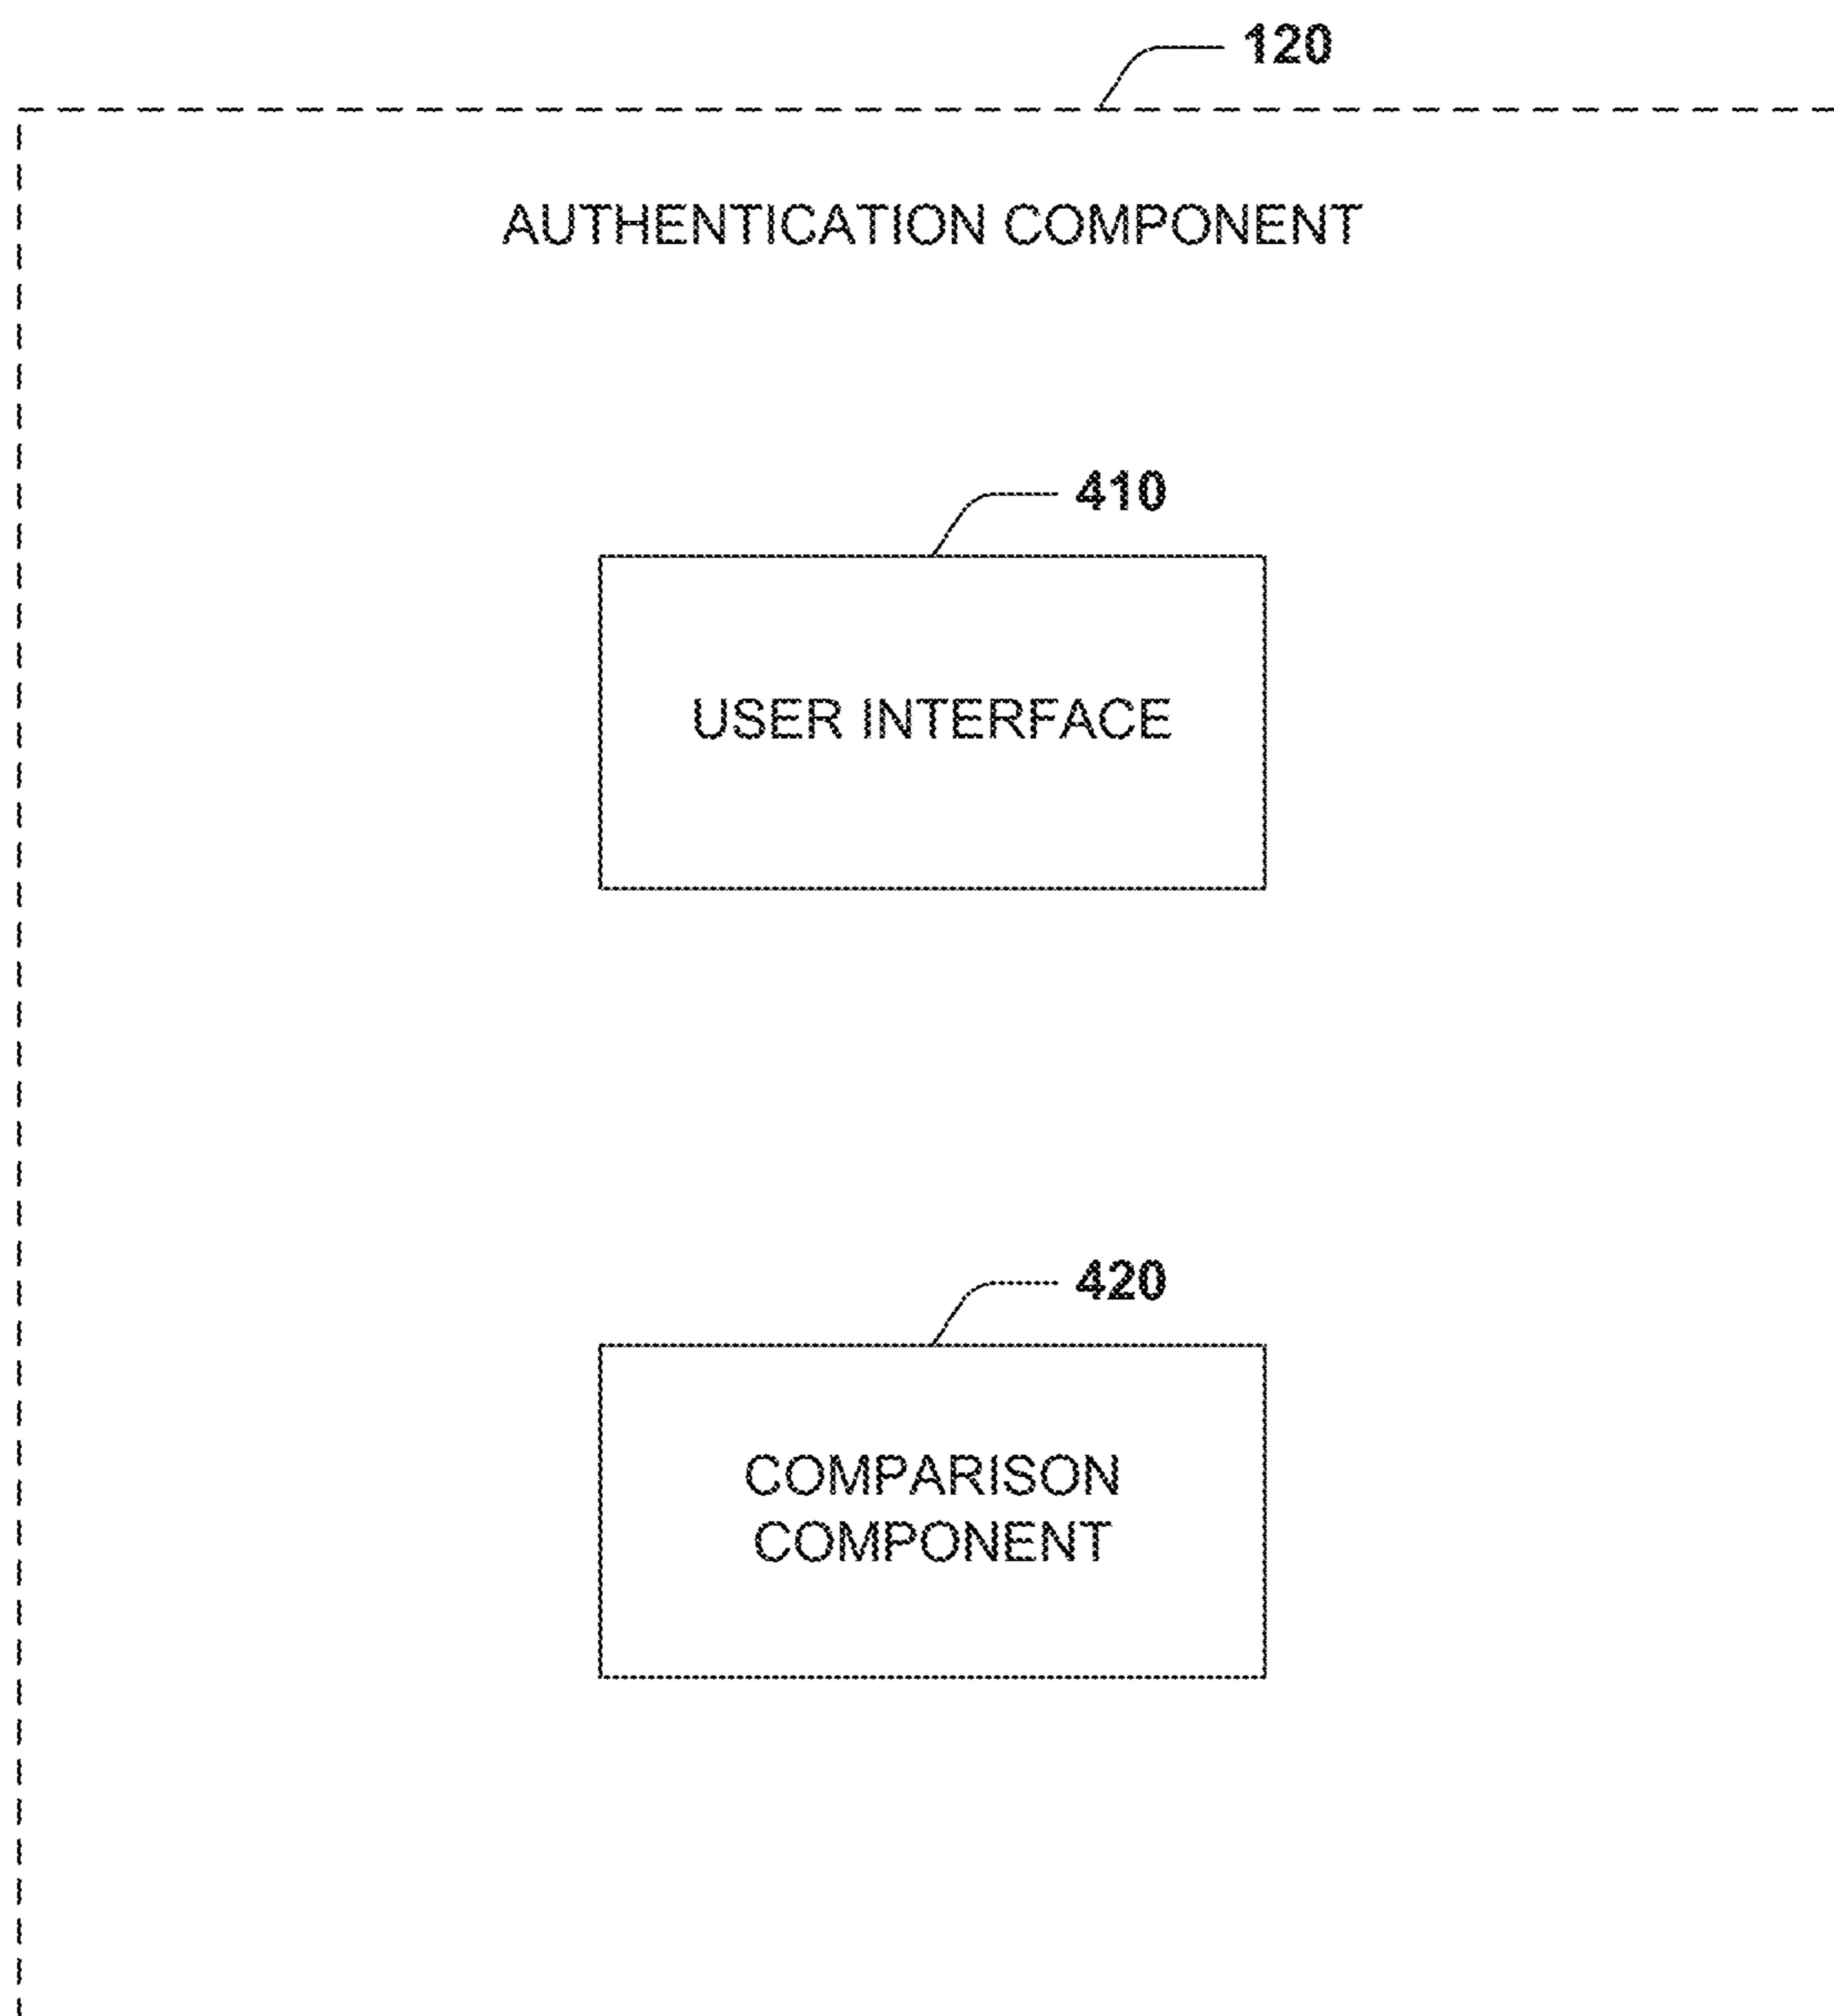 120
AUTHENTICATION COMPONENT
410
USER INTERFACE
420
COMPARISON
COMPONENT